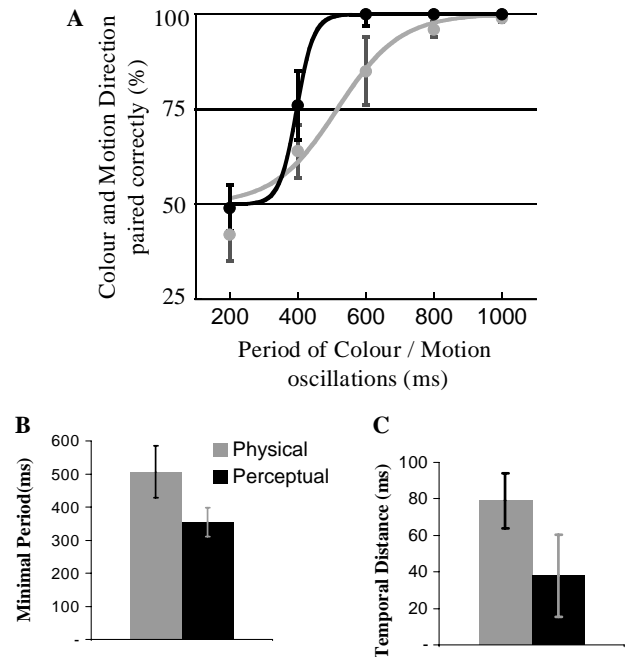 A
Colour and Motion Direction
paired correctly (%)
100
75
50
25
200 400 600 800 1000
Period of Colour / Motion
oscillations (ms)
B
Minimal Period(ms)
600
500
400
300
200
100
-
Physical
Perceptual
C
Temporal Distance (ms)
100
80
60
40
20
-